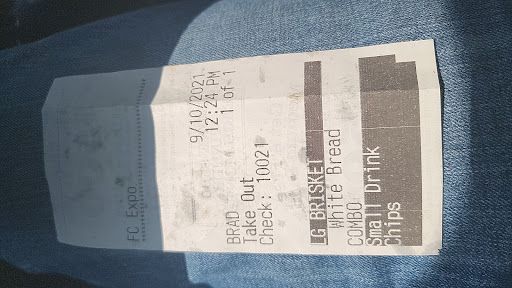 FC Expo
9/10/2021
12:24 PM
1 of 1
BRAD
Take Out
Check: 10021
LG BRISKET
White Bread
COMBO
Small Drink
Chips